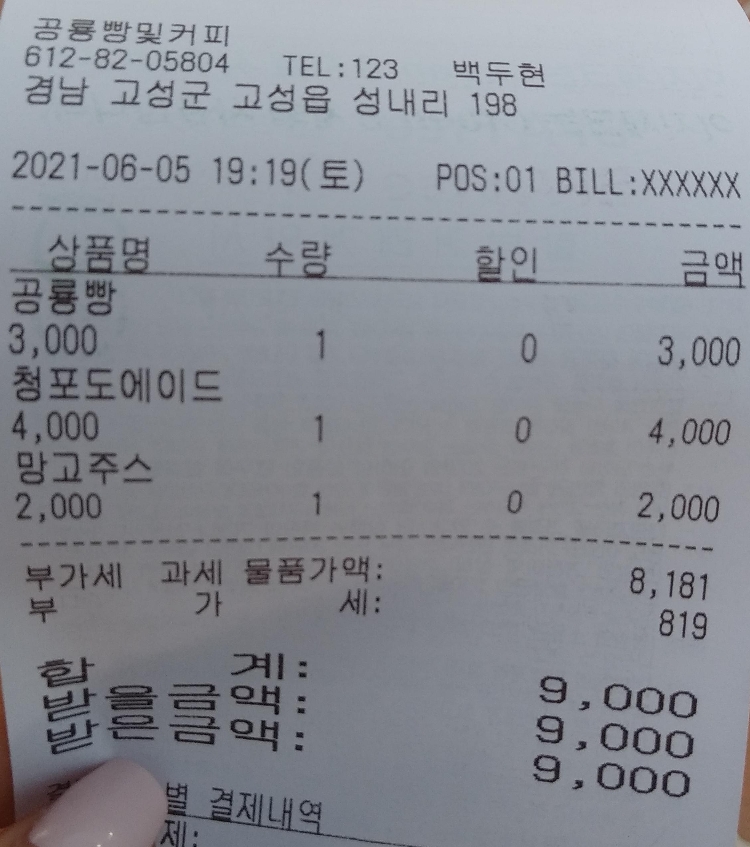 공룡빵및커피
612-82-05804 TEL:123 백두현
경남 고성군 고성읍 성내리 198
2021-06-05 19:19(토) POS:01 BILL:XXXXXX
상품명 수량 할인 금액
공룡빵
3,000 1 0 3,000
청포도에이드
4,000 1 0 4,000
망고주스
2,000 1 0 2,000
부가세 과세 물품가액: 8,181
부 가 세: 819
합 계: 9,000
받을금액: 9,000
받은금액: 9,000
별 결제내역
제: